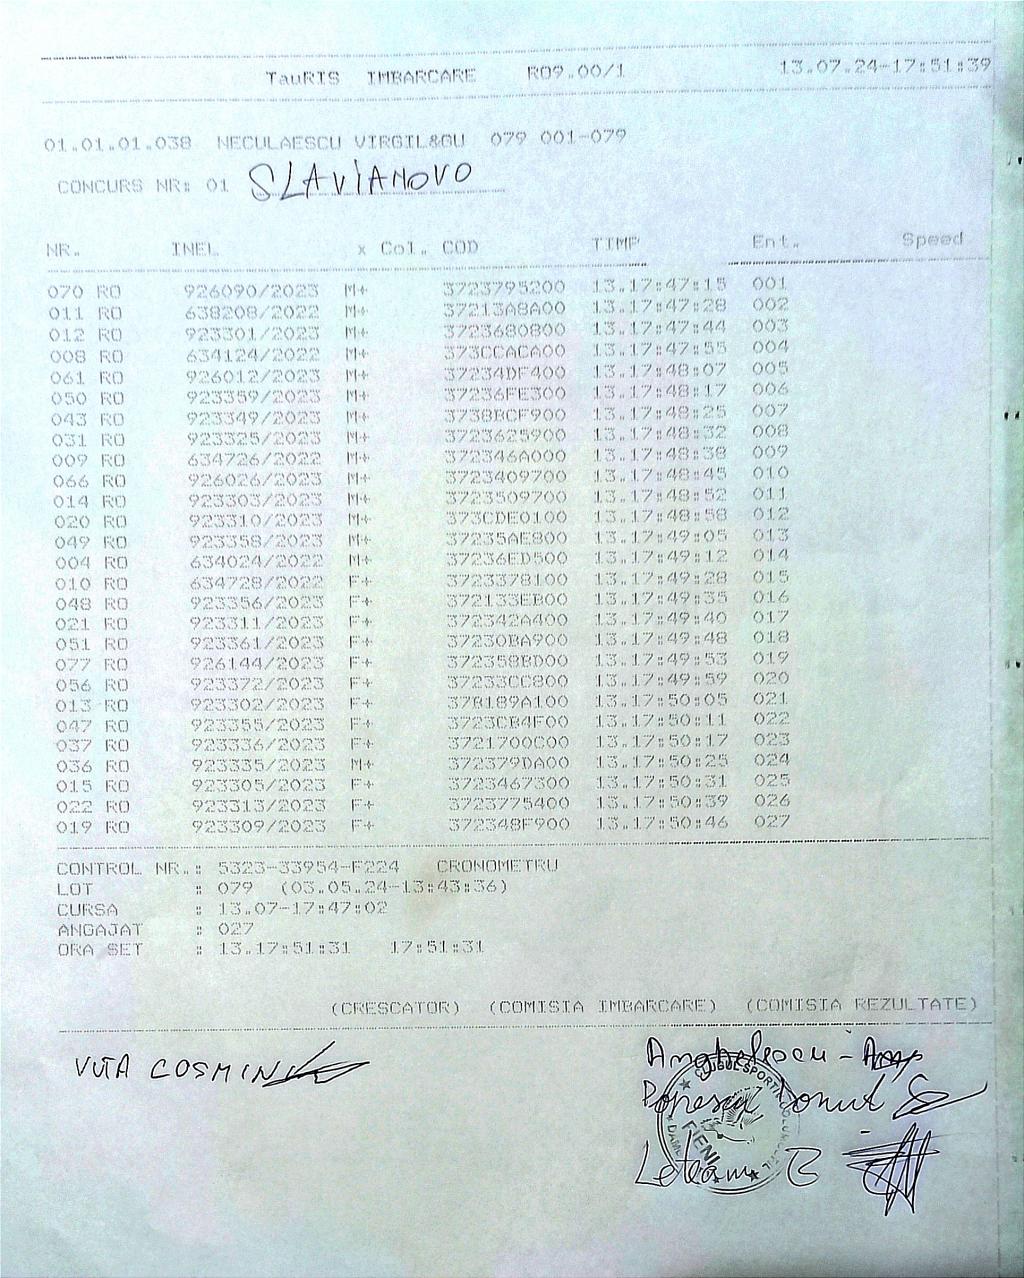 TauRIS IMBARCARE RO9.00/1 13.07.24-17:51:39
01.01.01.038 NECULAESCU VIRGIL&GU 079 001-079
CONCURS NR: 01 SLAVIANOVO
NR. INEL x Col. COD TIMP Ent. Speed
070 RO 926090/2023 M+ 3723795200 13.17:47:15 001
011 RO 638208/2022 M+ 37213A8A00 13.17:47:28 002
012 RO 923301/2023 M+ 3723680800 13.17:47:44 003
008 RO 634124/2022 M+ 373CCACA00 13.17:47:55 004
061 RO 926012/2023 M+ 37234DF400 13.17:48:07 005
050 RO 923359/2023 M+ 37236FE300 13.17:48:17 006
043 RO 923349/2023 M+ 3738BCF900 13.17:48:25 007
031 RO 923325/2023 M+ 3723625900 13.17:48:32 008
009 RO 634726/2022 M+ 372346A000 13.17:48:38 009
066 RO 926026/2023 M+ 3723409700 13.17:48:45 010
014 RO 923303/2023 M+ 3723509700 13.17:48:52 011
020 RO 923310/2023 M+ 373CDE0100 13.17:48:58 012
049 RO 923358/2023 M+ 37235AE800 13.17:49:05 013
004 RO 634024/2022 M+ 37236ED500 13.17:49:12 014
010 RO 634728/2022 F+ 3723378100 13.17:49:28 015
048 RO 923356/2023 F+ 372133EB00 13.17:49:35 016
021 RO 923311/2023 F+ 372342A400 13.17:49:40 017
051 RO 923361/2023 F+ 37230BA900 13.17:49:48 018
077 RO 926144/2023 F+ 372358BD00 13.17:49:53 019
056 RO 923372/2023 F+ 37233CC800 13.17:49:59 020
013 RO 923302/2023 F+ 37B189A100 13.17:50:05 021
047 RO 923355/2023 F+ 3723CB4F00 13.17:50:11 022
037 RO 923336/2023 F+ 3721700C00 13.17:50:17 023
036 RO 923335/2023 M+ 372379DA00 13.17:50:25 024
015 RO 923305/2023 F+ 3723467300 13.17:50:31 025
022 RO 923313/2023 F+ 3723775400 13.17:50:39 026
019 RO 923309/2023 F+ 372348F900 13.17:50:46 027
CONTROL NR.: 5323-33954-F224 CRONOMETRU
LOT : 079 (03.05.24-13:43:36)
CURSA : 13.07-17:47:02
ANGAJAT : 027
ORA SET : 13.17:51:31 17:51:31
(CRESCATOR) (COMISIA IMBARCARE) (COMISIA REZULTATE)
VUTA COSMIN
Anghelescu -
Popescu Ionut
FIENI